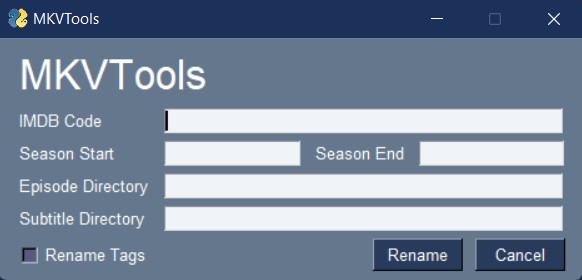 MKVTools
MKVTools
IMDB Code
Season Start Season End
Episode Directory
Subtitle Directory
Rename Tags Rename Cancel